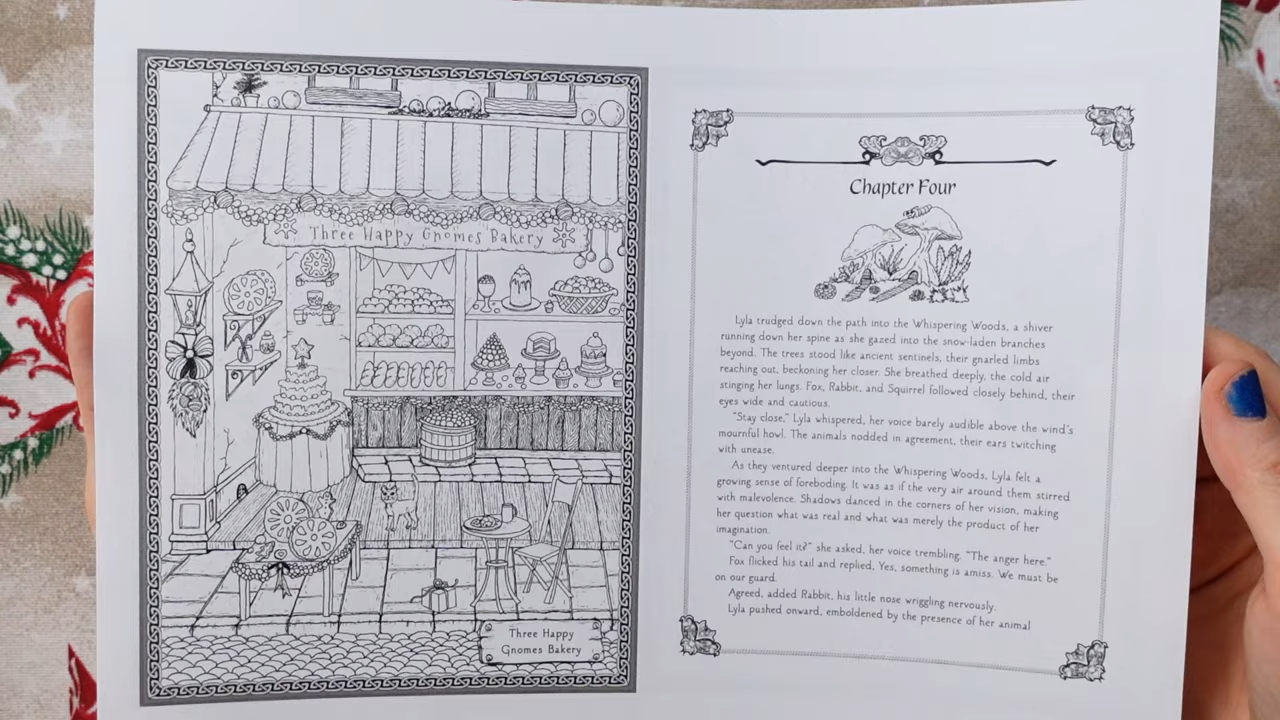 Three Happy Gnomes Bakery
Three Happy
Gnomes Bakery
Chapter Four
Lyla trudged down the path into the Whispering Woods, a shiver
running down her spine as she gazed into the snow-laden branches
beyond. The trees stood like ancient sentinels, their gnarled limbs
reaching out, beckoning her closer. She breathed deeply, the cold air
stinging her lungs. Fox, Rabbit, and Squirrel followed closely behind, their
eyes wide and cautious.
"Stay close," Lyla whispered, her voice barely audible above the wind's
mournful howl. The animals nodded in agreement, their ears twitching
with unease.
As they ventured deeper into the Whispering Woods, Lyla felt a
growing sense of foreboding. It was as if the very air around them stirred
with malevolence. Shadows danced in the corners of her vision, making
her question what was real and what was merely the product of her
imagination.
"Can you feel it?" she asked, her voice trembling. "The anger here."
Fox flicked his tail and replied, Yes, something is amiss. We must be
on our guard.
Agreed, added Rabbit, his little nose wriggling nervously.
Lyla pushed onward, emboldened by the presence of her animal